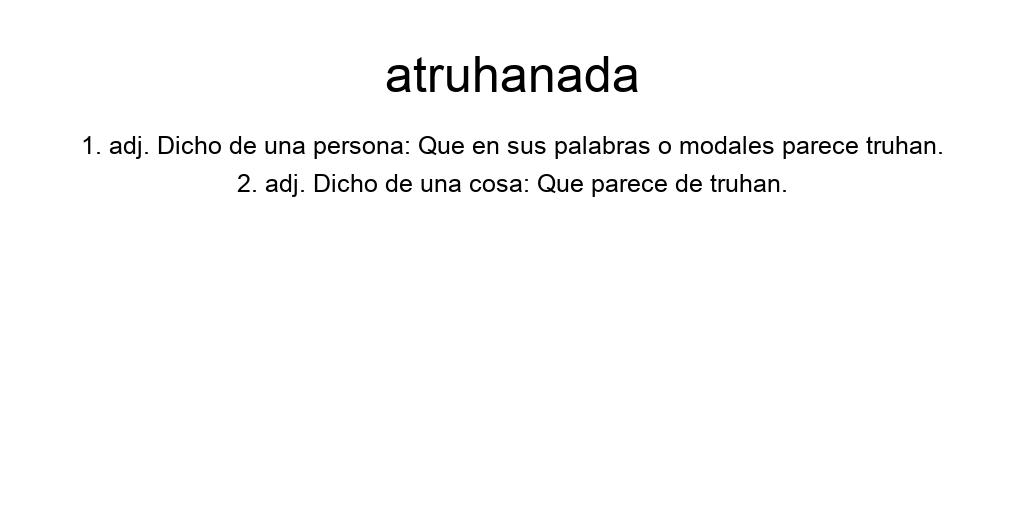 atruhanada
1. adj. Dicho de una persona: Que en sus palabras o modales parece truhan.
2. adj. Dicho de una cosa: Que parece de truhan.